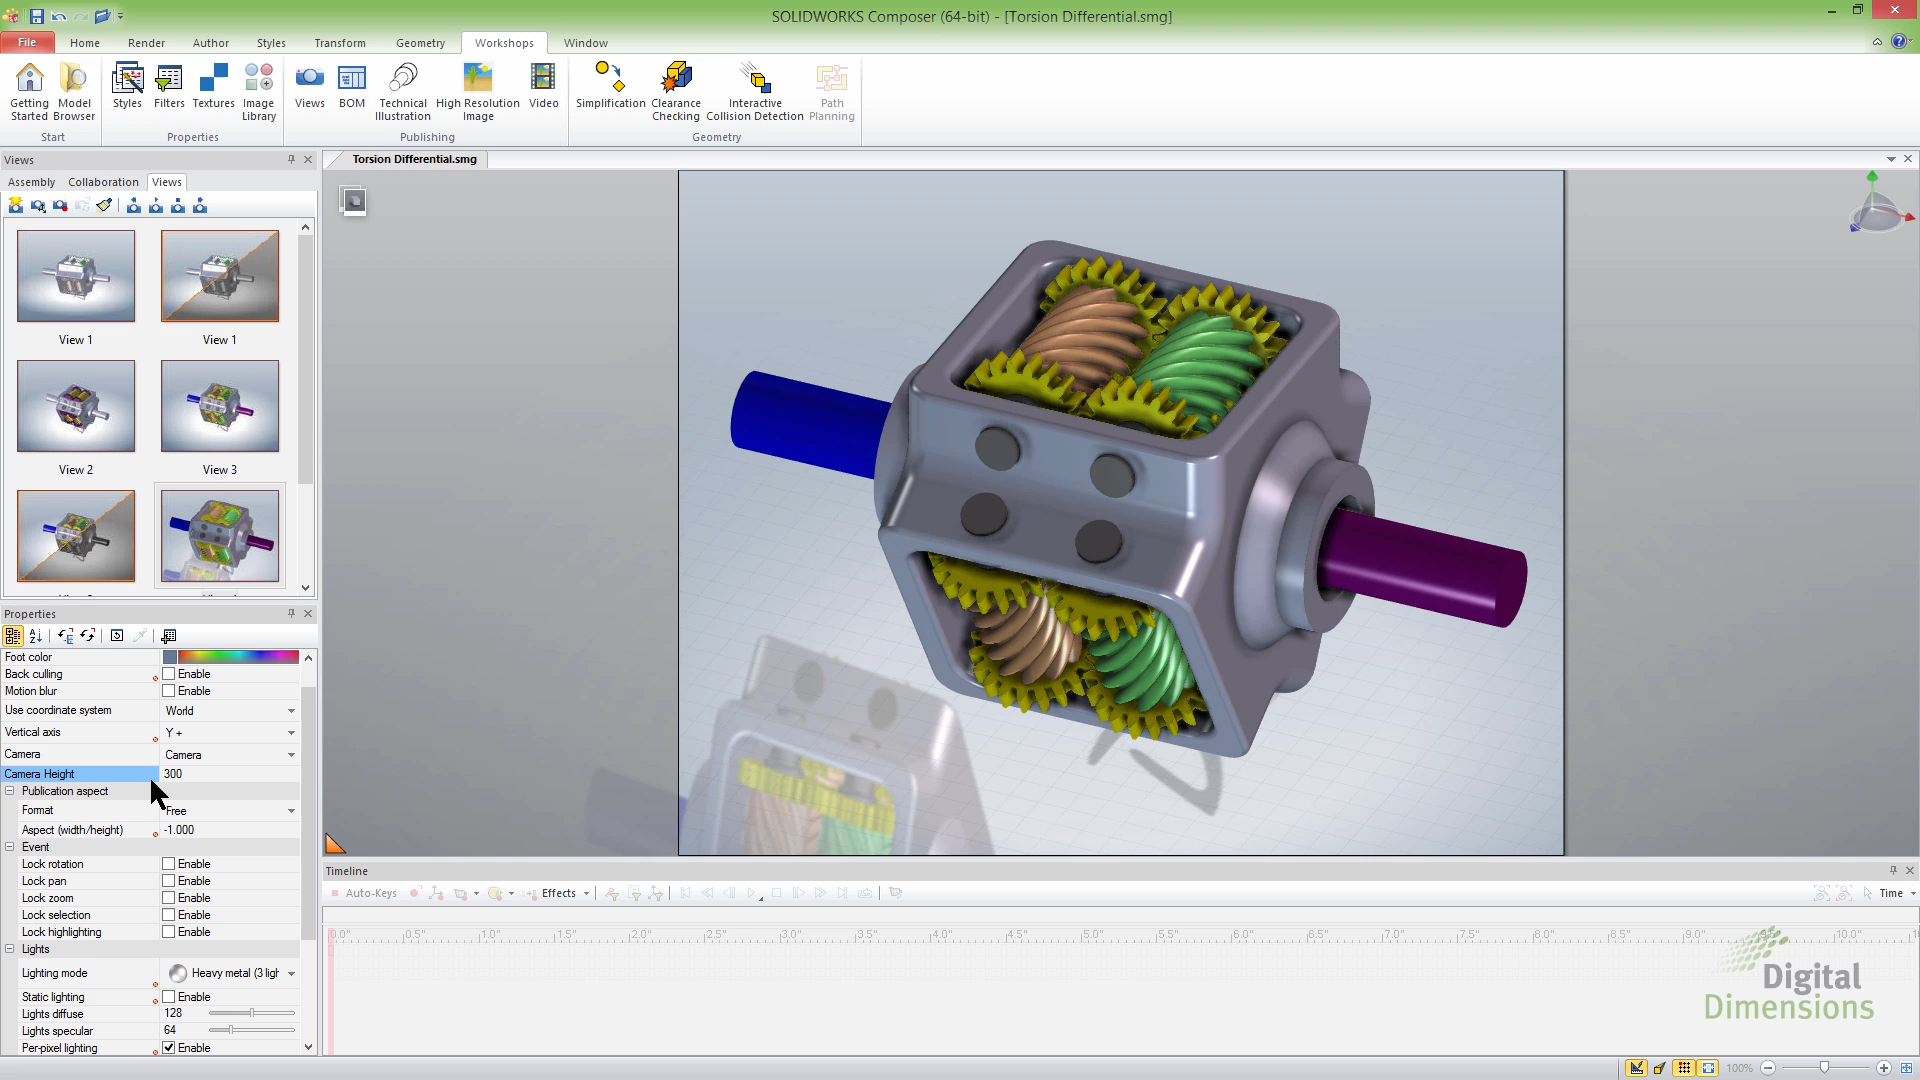 SOLIDWORKS Composer (64-bit) - [Torsion Differential.smg]
File Home Render Author Styles Transform Geometry Workshops Window
Getting Started
Model Browser
Styles
Filters
Textures
Image Library
Views
BOM
Technical Illustration
High Resolution Image
Video
Simplification
Clearance Checking
Interactive Collision Detection
Path Planning
Start Properties Publishing Geometry
Views
Torsion Differential.smg
Assembly Collaboration Views
View 1 View 1
View 2 View 3
Properties
Foot color
Back culling Enable
Motion blur Enable
Use coordinate system World
Vertical axis Y +
Camera Camera
Camera Height 300
Publication aspect
Format Free
Aspect (width/height) -1.000
Event
Lock rotation Enable
Lock pan Enable
Lock zoom Enable
Lock selection Enable
Lock highlighting Enable
Lights
Lighting mode Heavy metal (3 ligh
Static lighting Enable
Lights diffuse 128
Lights specular 64
Per-pixel lighting Enable
Timeline
Auto-Keys Effects Time
0.0" 0.5" 1.0" 1.5" 2.0" 2.5" 3.0" 3.5" 4.0" 4.5" 5.0" 5.5" 6.0" 6.5" 7.0" 7.5" 8.0" 8.5" 9.0" 9.5" 10.0"
Digital
Dimensions
100%